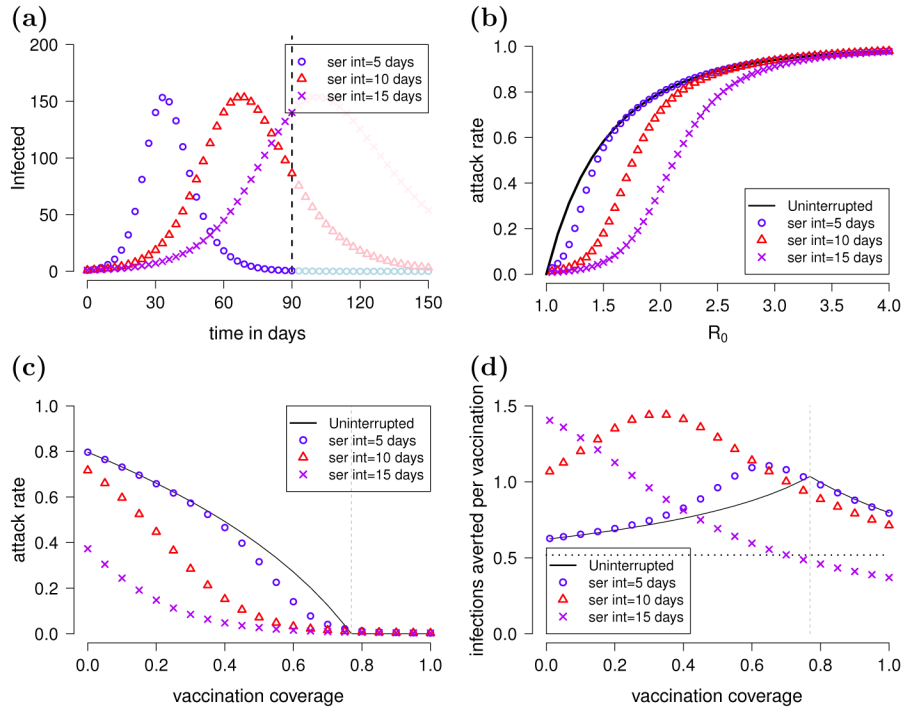 (a)
200
150
100
50
0
Infected
ser int=5 days
ser int=10 days
ser int=15 days
0 30 60 90 120 150
time in days
(b)
1.0
0.8
0.6
0.4
0.2
0.0
attack rate
Uninterrupted
ser int=5 days
ser int=10 days
ser int=15 days
1.0 1.5 2.0 2.5 3.0 3.5 4.0
R0
(c)
1.0
0.8
0.6
0.4
0.2
0.0
attack rate
Uninterrupted
ser int=5 days
ser int=10 days
ser int=15 days
0.0 0.2 0.4 0.6 0.8 1.0
vaccination coverage
(d)
1.5
1.0
0.5
0.0
infections averted per vaccination
Uninterrupted
ser int=5 days
ser int=10 days
ser int=15 days
0.0 0.2 0.4 0.6 0.8 1.0
vaccination coverage